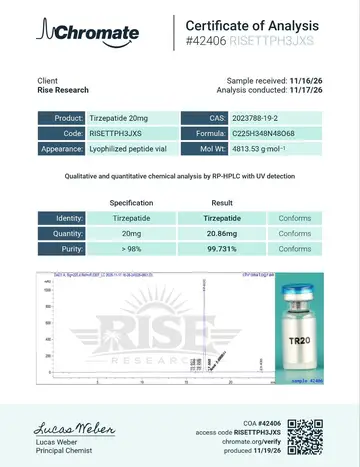 Chromate
Certificate of Analysis
#42406 RISETTPH3JXS
Client
Rise Research
Sample received: 11/16/26
Analysis conducted: 11/17/26
Product: Tirzepatide 20mg
CAS: 2023788-19-2
Code: RISETTPH3JXS
Formula: C225H348N48O68
Appearance: Lyophilized peptide vial
Mol Wt: 4813.53 g·mol⁻¹
Qualitative and quantitative chemical analysis by RP-HPLC with UV detection
Specification Result
Identity: Tirzepatide Tirzepatide Conforms
Quantity: 20mg 20.86mg Conforms
Purity: > 98% 99.731% Conforms
RISE
RESEARCH
TR20
sample 42406
Lucas Weber
Lucas Weber
Principal Chemist
COA #42406
access code RISETTPH3JXS
chromate.org/verify
produced 11/19/26